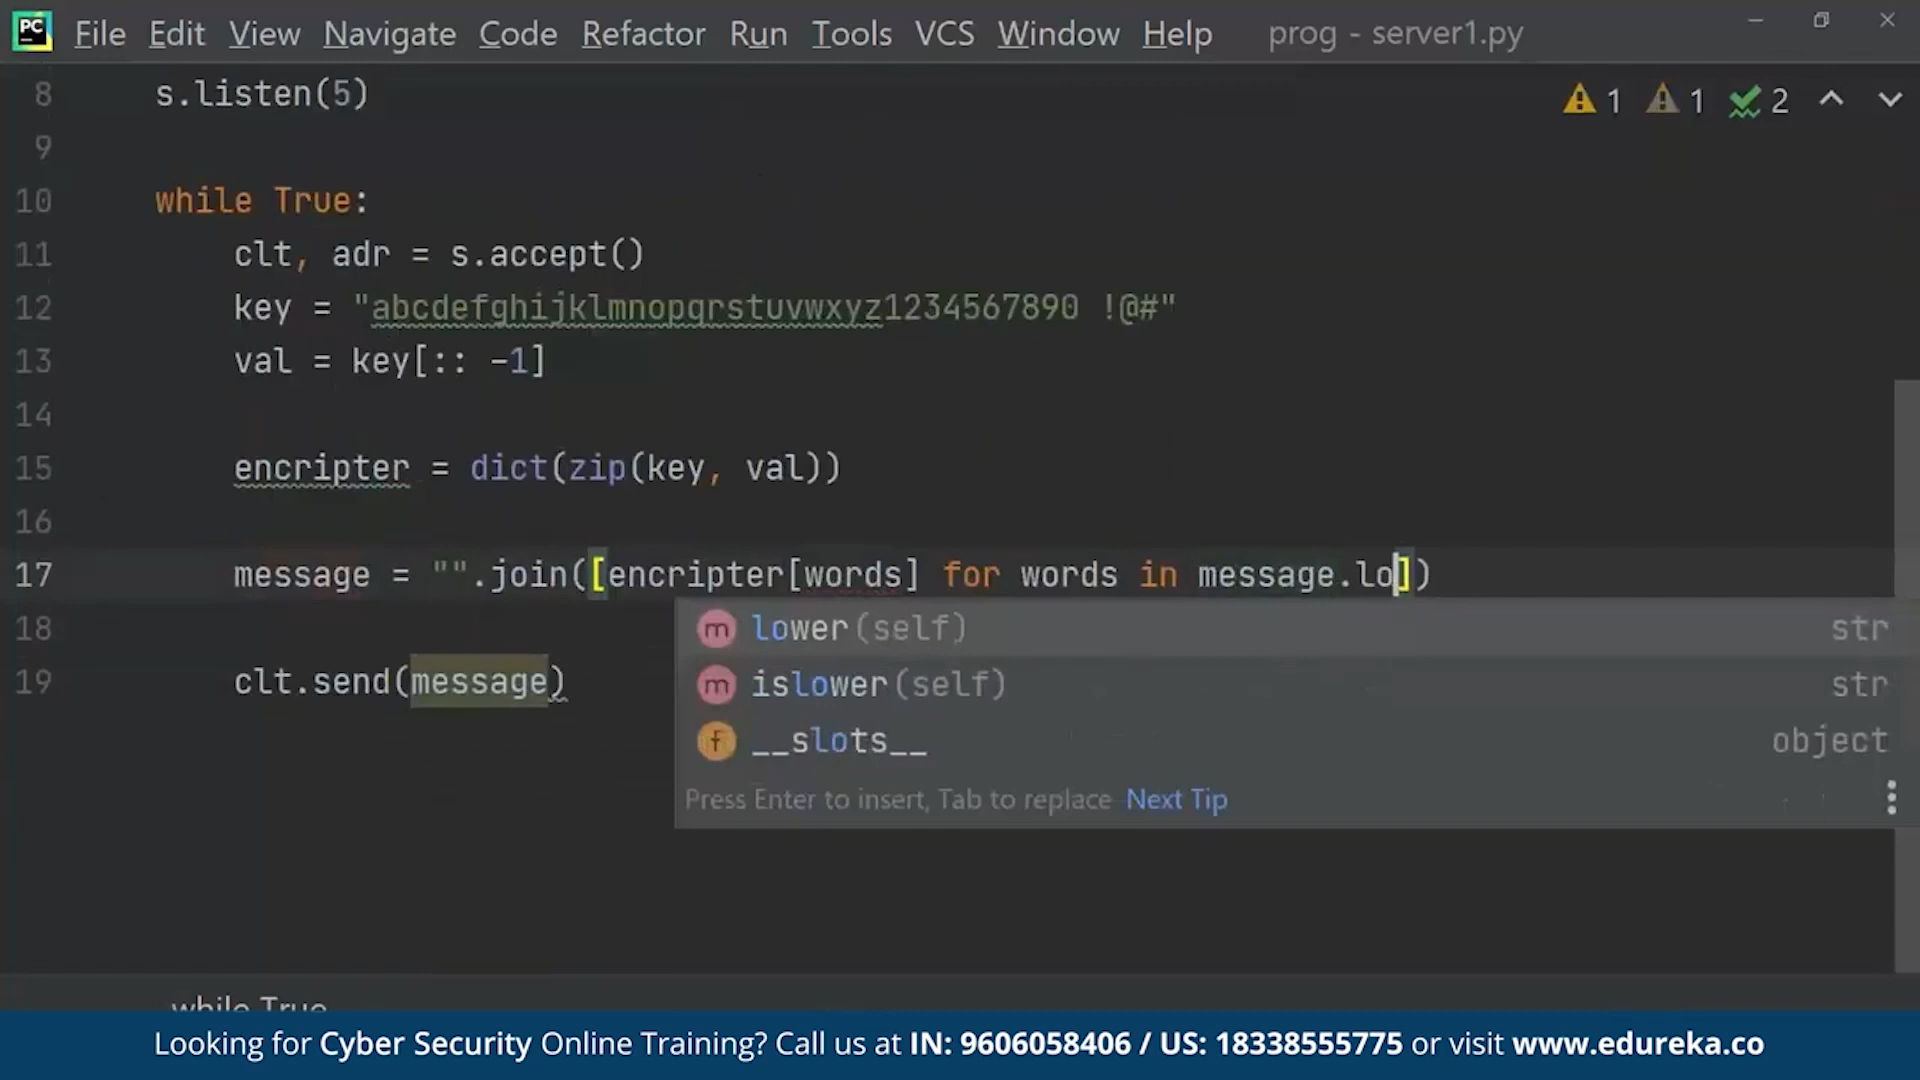 PC File Edit View Navigate Code Refactor Run Tools VCS Window Help prog - server1.py
8 s.listen(5) 1 1 2
9
10 while True:
11 clt, adr = s.accept()
12 key = "abcdefghijklmnopqrstuvwxyz1234567890 !@#"
13 val = key[:: -1]
14
15 encripter = dict(zip(key, val))
16
17 message = "".join([encripter[words] for words in message.lo])
18
19 clt.send(message)
m lower(self) str
m islower(self) str
f __slots__ object
Press Enter to insert, Tab to replace Next Tip
while True
Looking for Cyber Security Online Training? Call us at IN: 9606058406 / US: 18338555775 or visit www.edureka.co